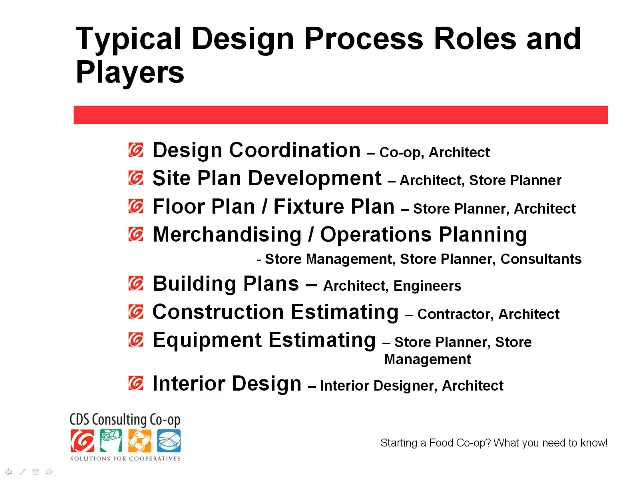 Typical Design Process Roles and
Players
Design Coordination – Co-op, Architect
Site Plan Development – Architect, Store Planner
Floor Plan / Fixture Plan – Store Planner, Architect
Merchandising / Operations Planning
- Store Management, Store Planner, Consultants
Building Plans – Architect, Engineers
Construction Estimating – Contractor, Architect
Equipment Estimating – Store Planner, Store
Management
Interior Design – Interior Designer, Architect
CDS Consulting Co-op
SOLUTIONS FOR COOPERATIVES
Starting a Food Co-op? What you need to know!